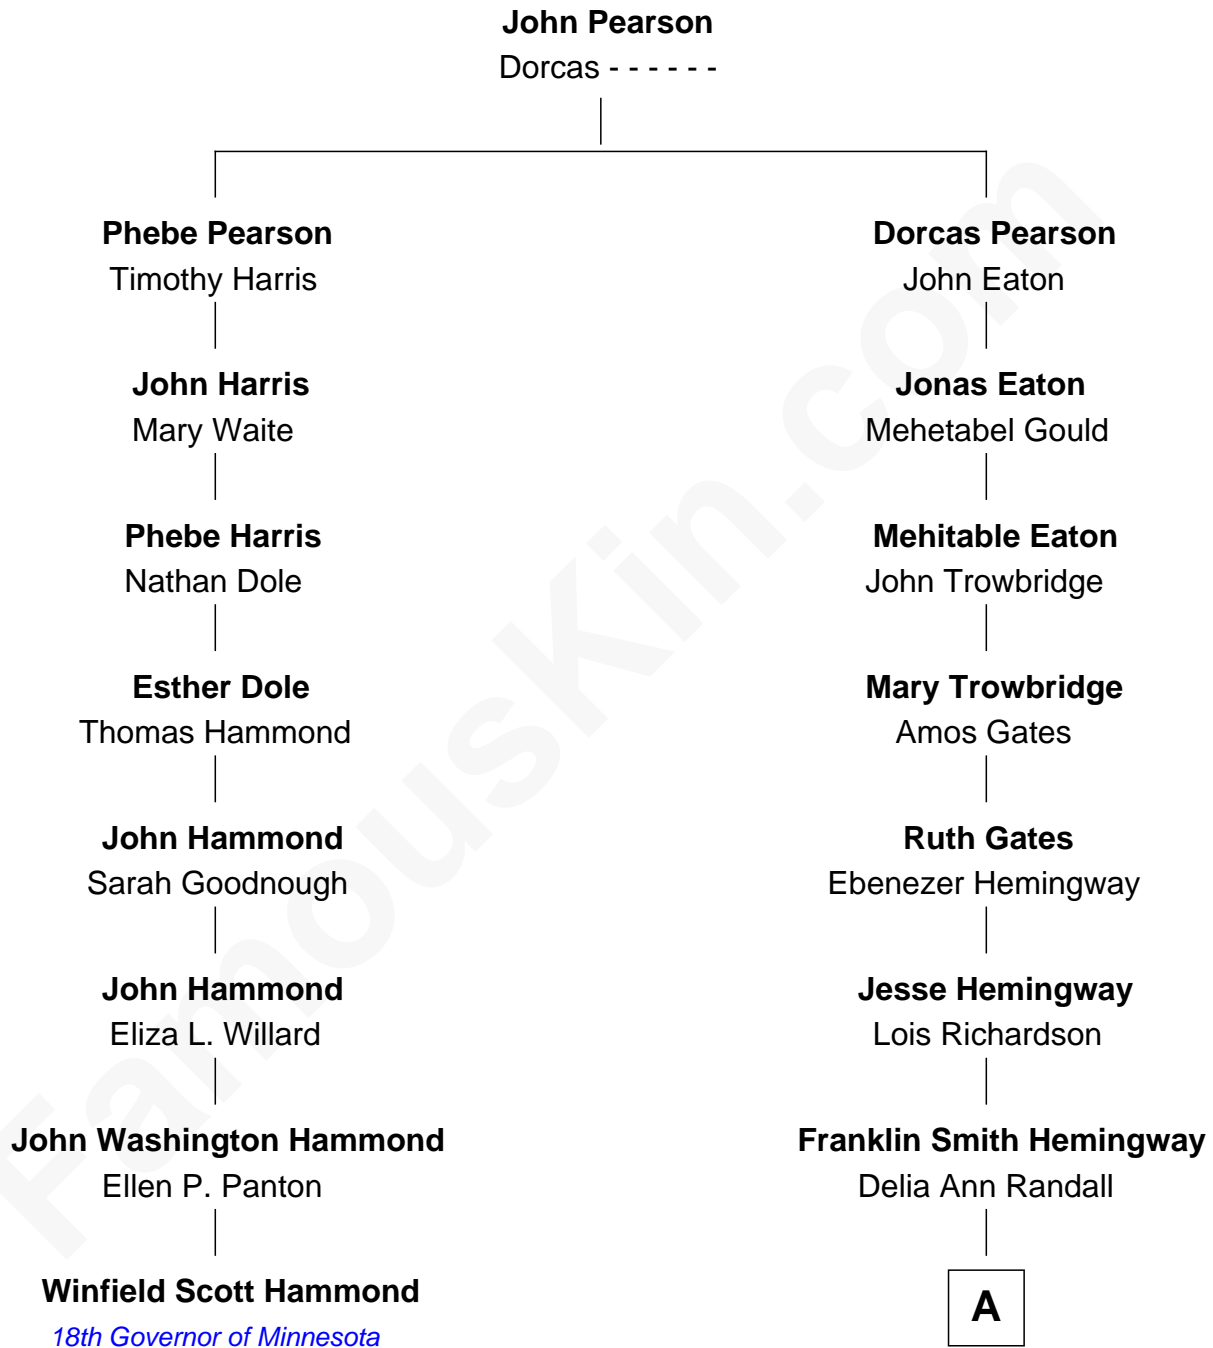 John Pearson
Dorcas - - - - - -
Phebe Pearson
Timothy Harris
Dorcas Pearson
John Eaton
John Harris
Mary Waite
Jonas Eaton
Mehetabel Gould
Phebe Harris
Nathan Dole
Mehitable Eaton
John Trowbridge
Esther Dole
Thomas Hammond
Mary Trowbridge
Amos Gates
John Hammond
Sarah Goodnough
Ruth Gates
Ebenezer Hemingway
John Hammond
Eliza L. Willard
Jesse Hemingway
Lois Richardson
John Washington Hammond
Ellen P. Panton
Franklin Smith Hemingway
Delia Ann Randall
Winfield Scott Hammond
18th Governor of Minnesota
A
FamousKin.com